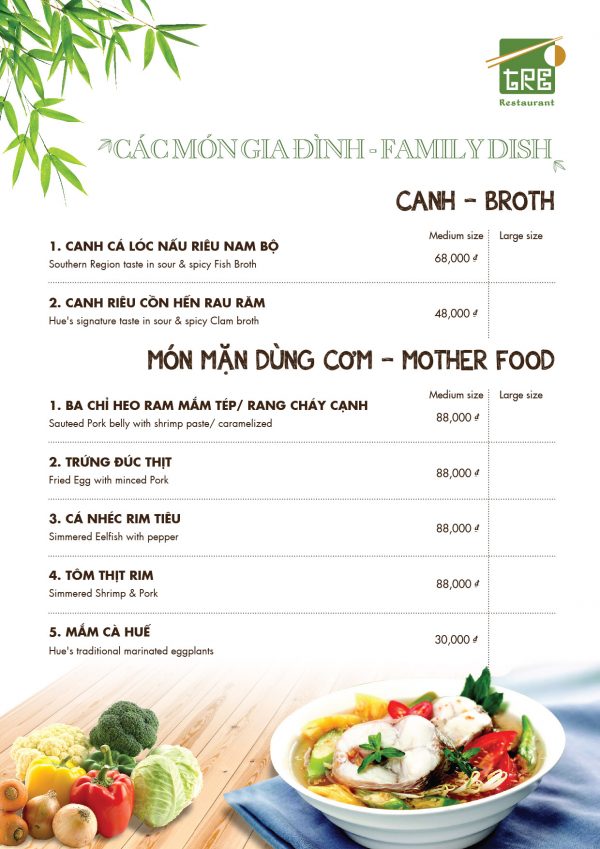 TRE
Restaurant
CÁC MÓN GIA ĐÌNH - FAMILY DISH
CANH - BROTH
Medium size Large size
1. CANH CÁ LÓC NẤU RIÊU NAM BỘ
Southern Region taste in sour & spicy Fish Broth
68,000 đ
2. CANH RIÊU CỒN HẾN RAU RĂM
Hue's signature taste in sour & spicy Clam broth
48,000 đ
MÓN MẶN DÙNG CƠM - MOTHER FOOD
Medium size Large size
1. BA CHỈ HEO RAM MẮM TÉP/ RANG CHÁY CẠNH
Sauteed Pork belly with shrimp paste/ caramelized
88,000 đ
2. TRỨNG ĐÚC THỊT
Fried Egg with minced Pork
88,000 đ
3. CÁ NHÉC RIM TIÊU
Simmered Eelfish with pepper
88,000 đ
4. TÔM THỊT RIM
Simmered Shrimp & Pork
88,000 đ
5. MẮM CÀ HUẾ
Hue's traditional marinated eggplants
30,000 đ